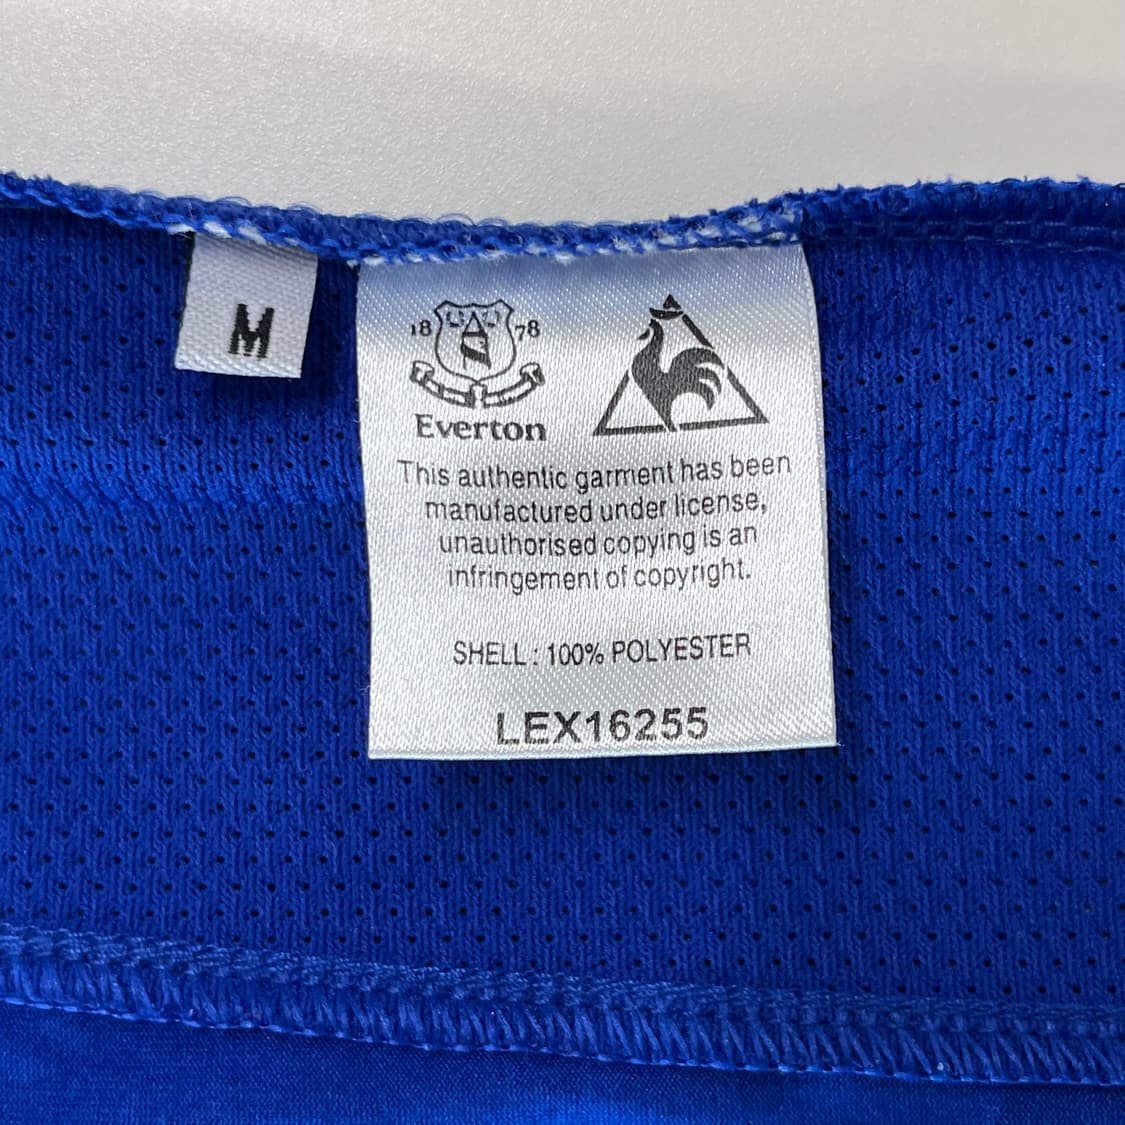 M
18 78
Everton
This authentic garment has been
manufactured under license,
unauthorised copying is an
infringement of copyright.
SHELL : 100% POLYESTER
LEX16255